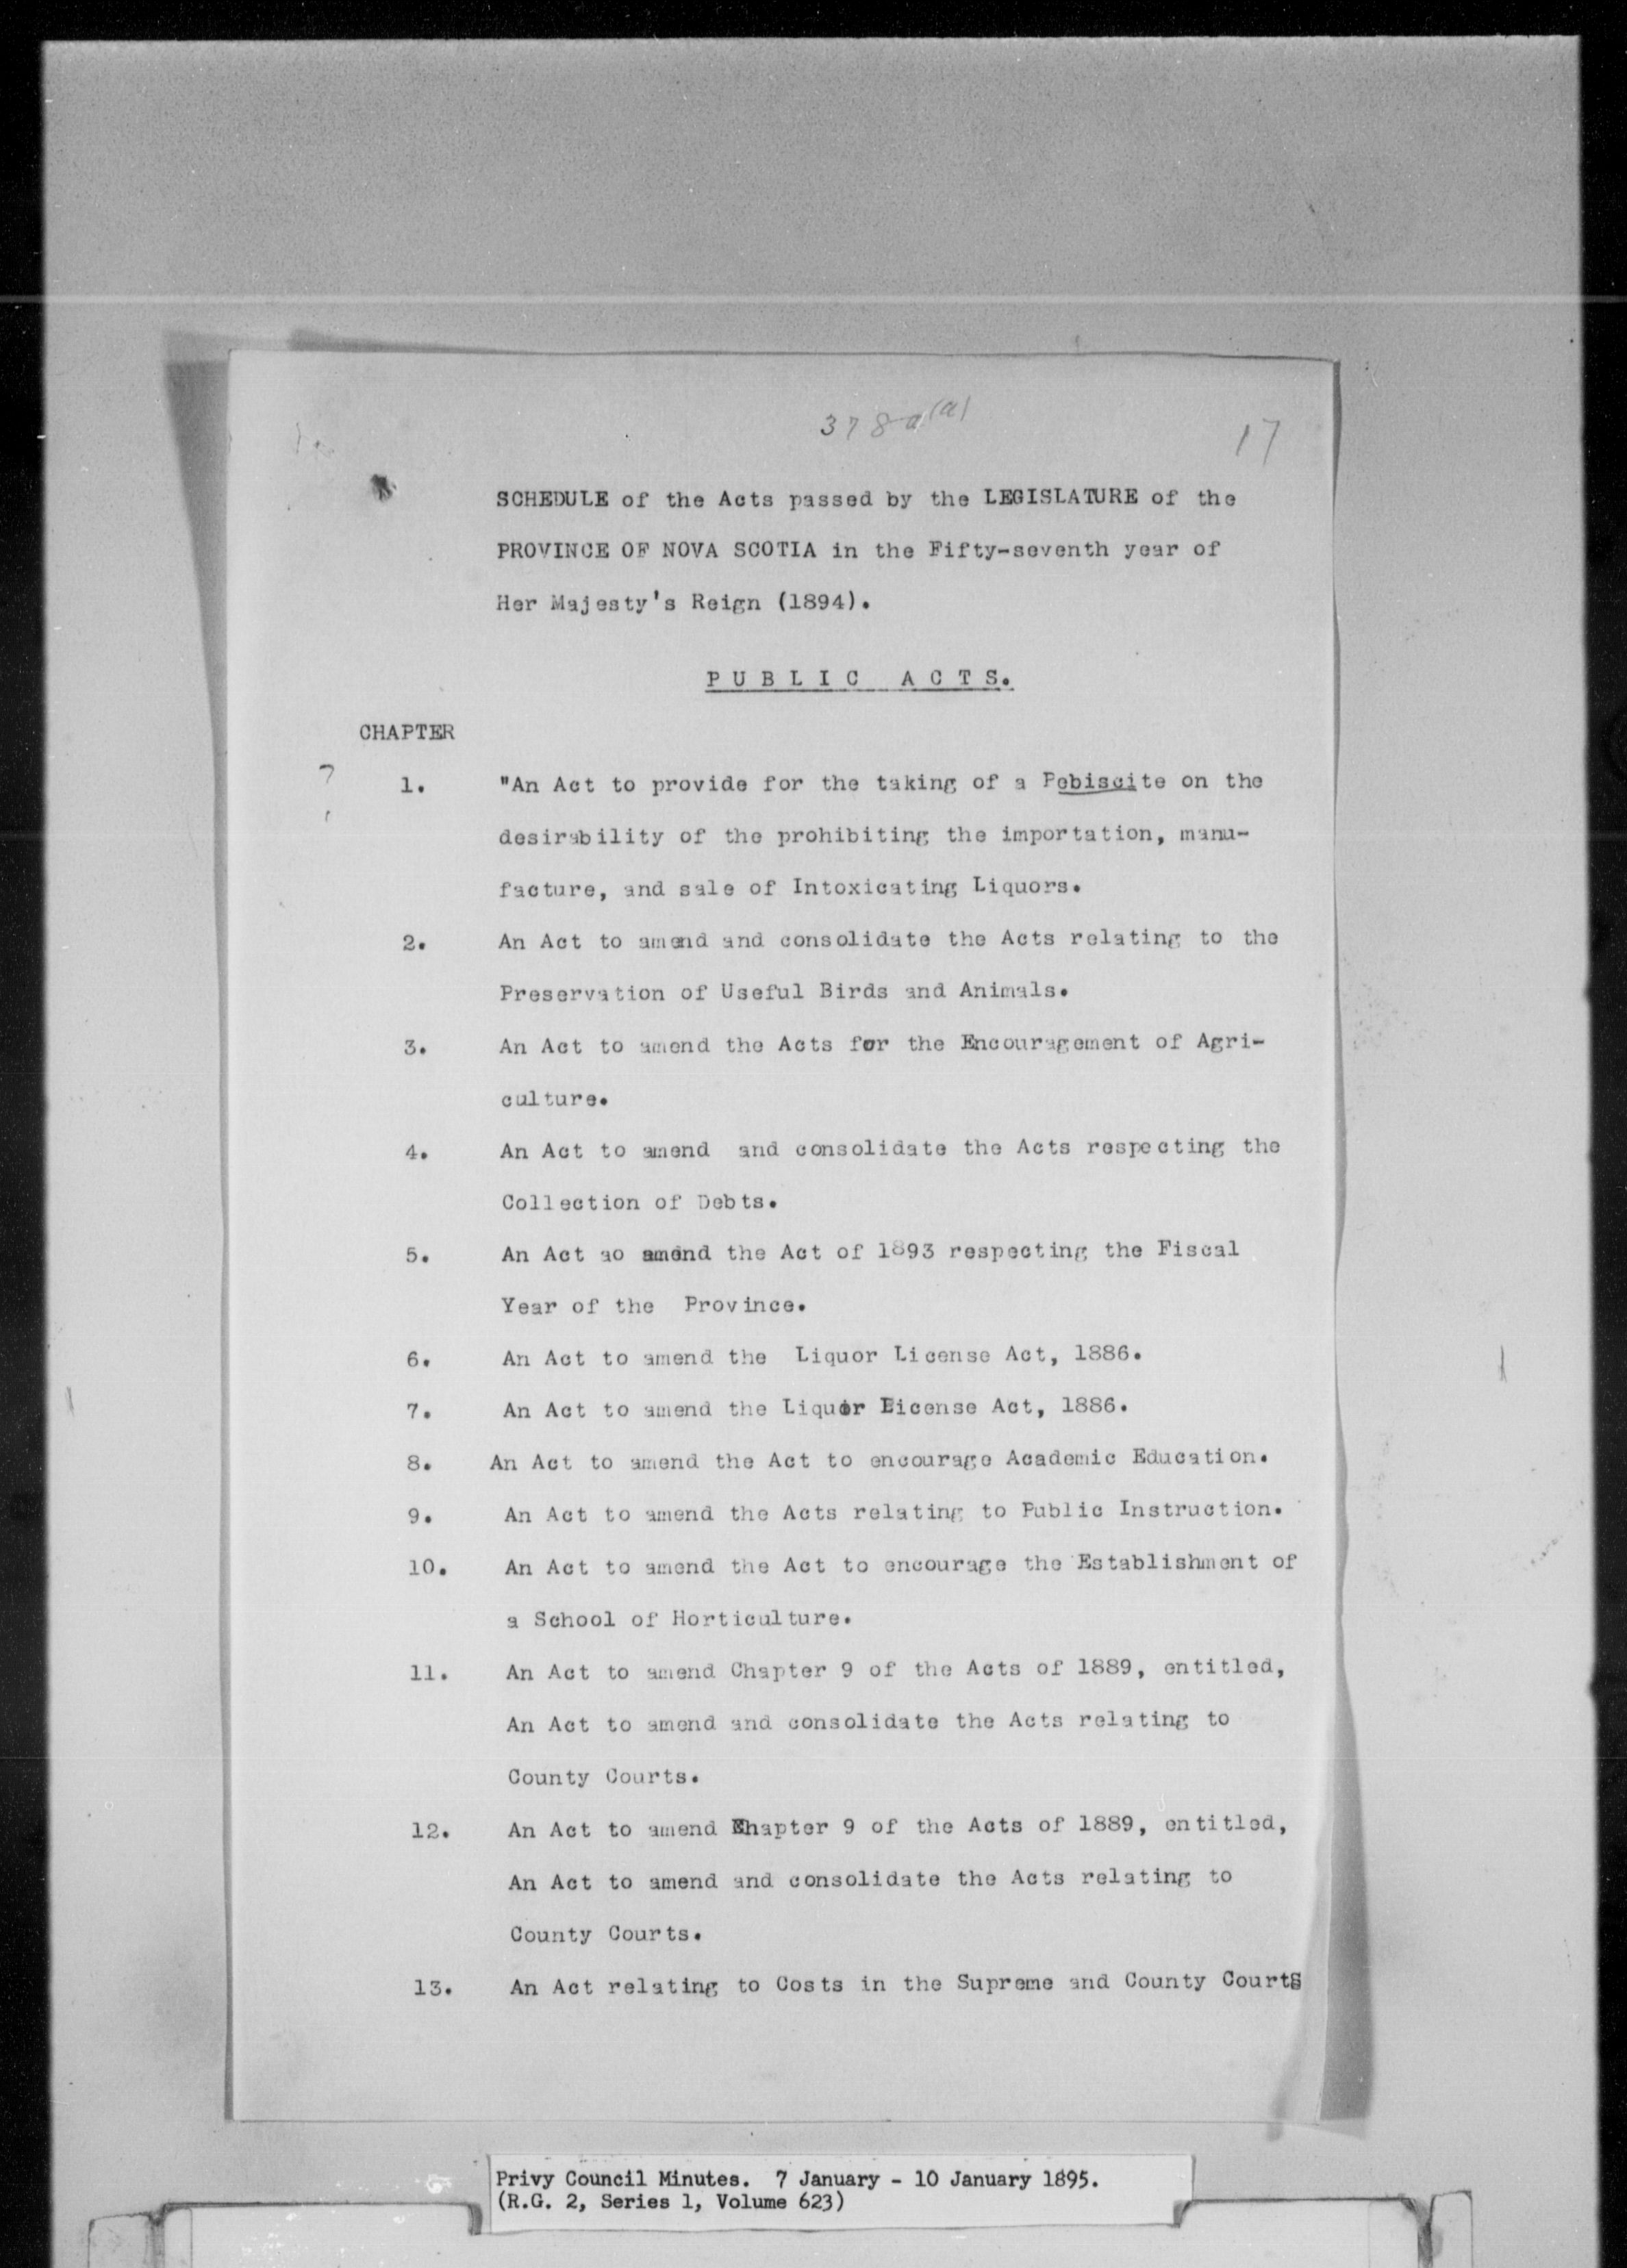 378a(a)
17
SCHEDULE of the Acts passed by the LEGISLATURE of the
PROVINCE OF NOVA SCOTIA in the Fifty-seventh year of
Her Majesty's Reign (1894).
PUBLIC ACTS.
CHAPTER
? 1. "An Act to provide for the taking of a Pebiscite on the
desirability of the prohibiting the importation, manu-
facture, and sale of Intoxicating Liquors.
2. An Act to amend and consolidate the Acts relating to the
Preservation of Useful Birds and Animals.
3. An Act to amend the Acts for the Encouragement of Agri-
culture.
4. An Act to amend and consolidate the Acts respecting the
Collection of Debts.
5. An Act ao amend the Act of 1893 respecting the Fiscal
Year of the Province.
6. An Act to amend the Liquor License Act, 1886.
7. An Act to amend the Liquor License Act, 1886.
8. An Act to amend the Act to encourage Academic Education.
9. An Act to amend the Acts relating to Public Instruction.
10. An Act to amend the Act to encourage the Establishment of
a School of Horticulture.
11. An Act to amend Chapter 9 of the Acts of 1889, entitled,
An Act to amend and consolidate the Acts relating to
County Courts.
12. An Act to amend Chapter 9 of the Acts of 1889, entitled,
An Act to amend and consolidate the Acts relating to
County Courts.
13. An Act relating to Costs in the Supreme and County Courts
Privy Council Minutes. 7 January - 10 January 1895.
(R.G. 2, Series 1, Volume 623)